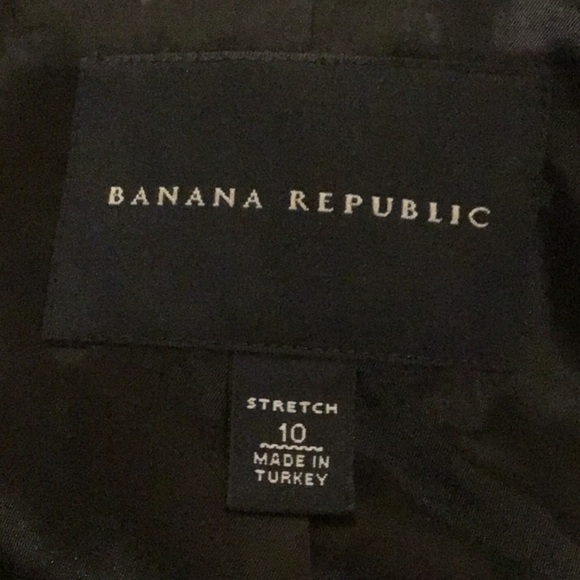 BANANA REPUBLIC
STRETCH
10
MADE IN
TURKEY